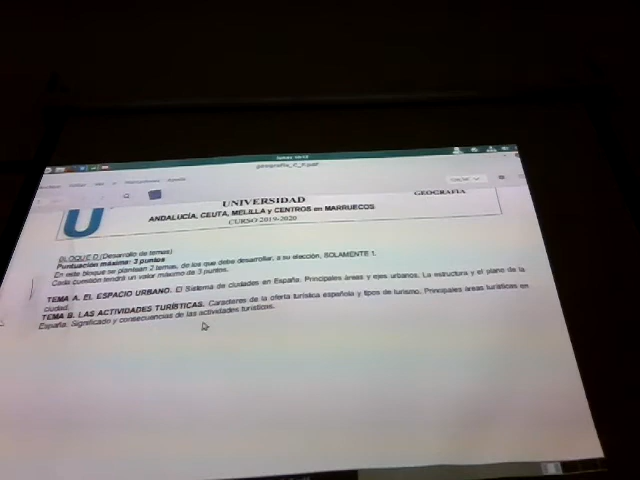 Ayuda
UNIVERSIDAD
GEOGRAFÍA
ANDALUCÍA, CEUTA, MELILLA y CENTROS en MARRUECOS
CURSO 2019-2020
U
BLOQUE D (Desarrollo de temas)
Puntuación máxima: 3 puntos
En este bloque se plantean 2 temas, de los que debe desarrollar, a su elección, SOLAMENTE 1.
Cada cuestión tendrá un valor máximo de 3 puntos.
TEMA A. EL ESPACIO URBANO. El Sistema de ciudades en España. Principales áreas y ejes urbanos. La estructura y el plano de la
ciudad.
TEMA B. LAS ACTIVIDADES TURÍSTICAS. Caracteres de la oferta turística española y tipos de turismo. Principales áreas turísticas en
España. Significado y consecuencias de las actividades turísticas.